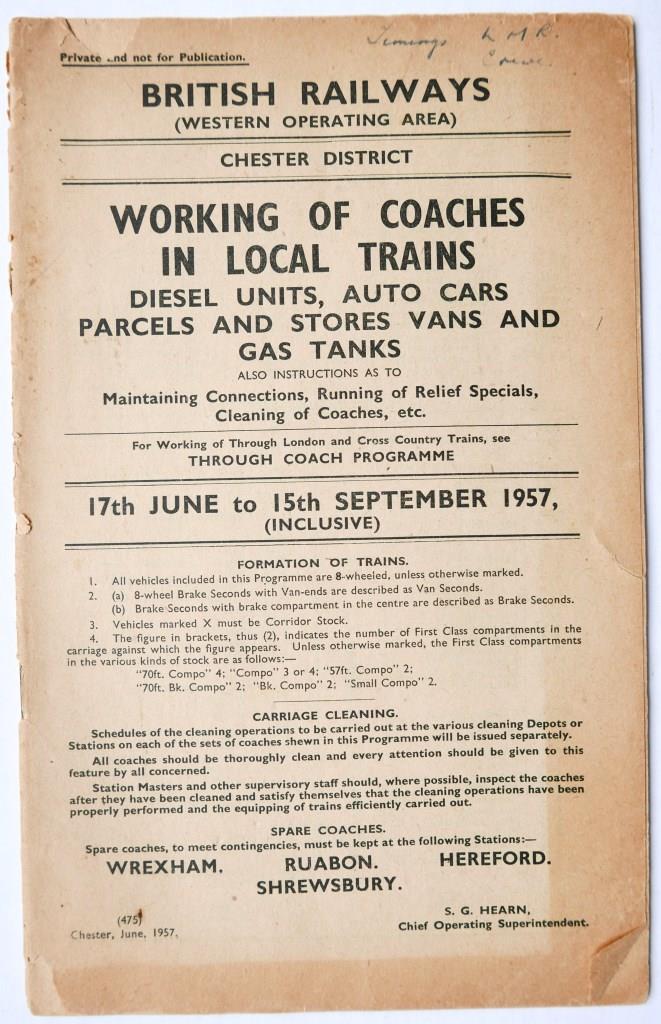 Private and not for Publication.
L M R.
Crewe.
BRITISH RAILWAYS
(WESTERN OPERATING AREA)
CHESTER DISTRICT
WORKING OF COACHES
IN LOCAL TRAINS
DIESEL UNITS, AUTO CARS
PARCELS AND STORES VANS AND
GAS TANKS
ALSO INSTRUCTIONS AS TO
Maintaining Connections, Running of Relief Specials,
Cleaning of Coaches, etc.
For Working of Through London and Cross Country Trains, see
THROUGH COACH PROGRAMME
17th JUNE to 15th SEPTEMBER 1957,
(INCLUSIVE)
FORMATION OF TRAINS.
1. All vehicles included in this Programme are 8-wheeled, unless otherwise marked.
2. (a) 8-wheel Brake Seconds with Van-ends are described as Van Seconds.
(b) Brake Seconds with brake compartment in the centre are described as Brake Seconds.
3. Vehicles marked X must be Corridor Stock.
4. The figure in brackets, thus (2), indicates the number of First Class compartments in the
carriage against which the figure appears. Unless otherwise marked, the First Class compartments
in the various kinds of stock are as follows:—
"70ft. Compo" 4; "Compo" 3 or 4; "57ft. Compo" 2;
"70ft. Bk. Compo" 2; "Bk. Compo" 2; "Small Compo" 2.
CARRIAGE CLEANING.
Schedules of the cleaning operations to be carried out at the various cleaning Depots or
Stations on each of the sets of coaches shewn in this Programme will be issued separately.
All coaches should be thoroughly clean and every attention should be given to this
feature by all concerned.
Station Masters and other supervisory staff should, where possible, inspect the coaches
after they have been cleaned and satisfy themselves that the cleaning operations have been
properly performed and the equipping of trains efficiently carried out.
SPARE COACHES.
Spare coaches, to meet contingencies, must be kept at the following Stations:—
WREXHAM. RUABON. HEREFORD.
SHREWSBURY.
(475)
Chester, June, 1957.
S. G. HEARN,
Chief Operating Superintendent.